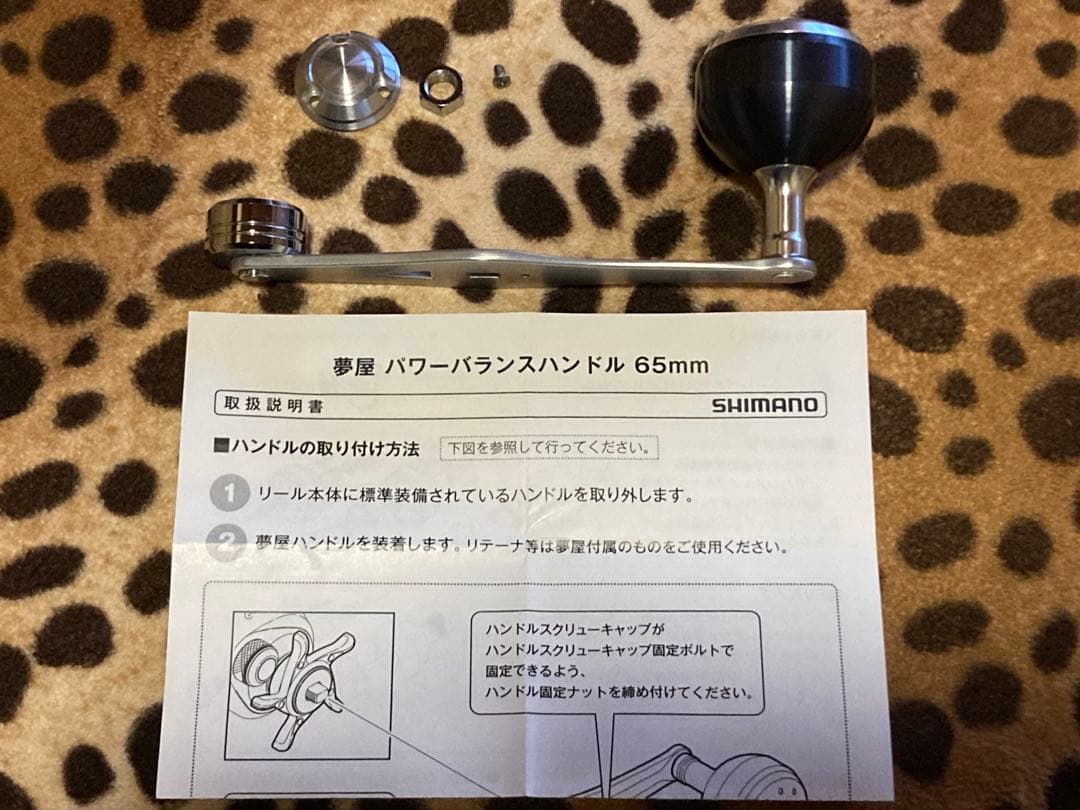 夢屋 パワーバランスハンドル 65mm
取扱説明書 SHIMANO
■ハンドルの取り付け方法 下図を参照して行ってください。
1 リール本体に標準装備されているハンドルを取り外します。
2 夢屋ハンドルを装着します。リテーナ等は夢屋付属のものをご使用ください。
ハンドルスクリューキャップが
ハンドルスクリューキャップ固定ボルトで
固定できるよう、
ハンドル固定ナットを締め付けてください。